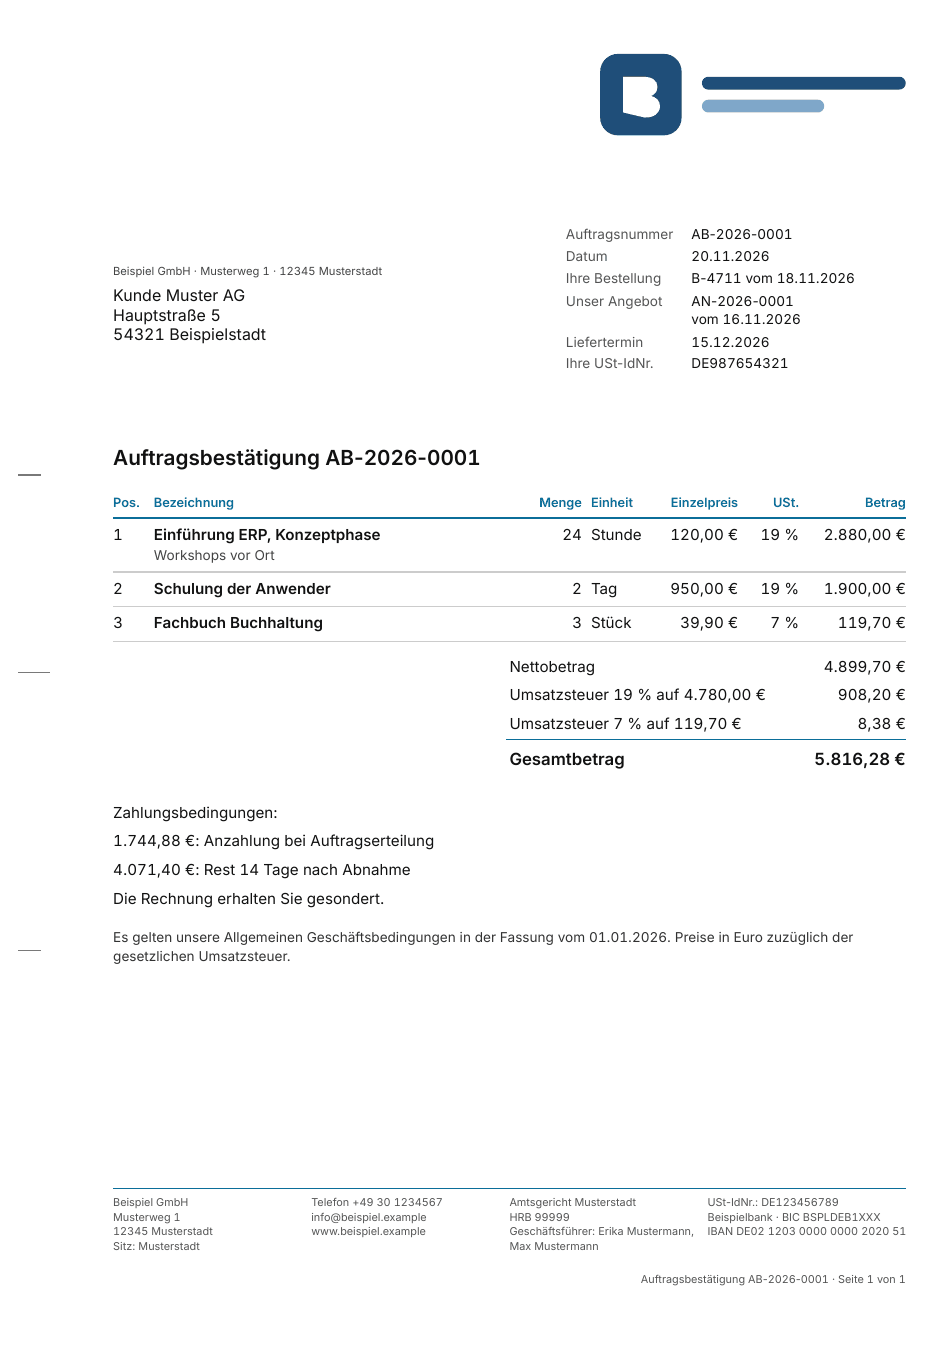 B
Auftragsnummer AB-2026-0001
Datum 20.11.2026
Ihre Bestellung B-4711 vom 18.11.2026
Unser Angebot AN-2026-0001
vom 16.11.2026
Liefertermin 15.12.2026
Ihre USt-IdNr. DE987654321
Beispiel GmbH · Musterweg 1 · 12345 Musterstadt
Kunde Muster AG
Hauptstraße 5
54321 Beispielstadt
Auftragsbestätigung AB-2026-0001
Pos. Bezeichnung Menge Einheit Einzelpreis USt. Betrag
1 Einführung ERP, Konzeptphase 24 Stunde 120,00 € 19 % 2.880,00 €
Workshops vor Ort
2 Schulung der Anwender 2 Tag 950,00 € 19 % 1.900,00 €
3 Fachbuch Buchhaltung 3 Stück 39,90 € 7 % 119,70 €
Nettobetrag 4.899,70 €
Umsatzsteuer 19 % auf 4.780,00 € 908,20 €
Umsatzsteuer 7 % auf 119,70 € 8,38 €
Gesamtbetrag 5.816,28 €
Zahlungsbedingungen:
1.744,88 €: Anzahlung bei Auftragserteilung
4.071,40 €: Rest 14 Tage nach Abnahme
Die Rechnung erhalten Sie gesondert.
Es gelten unsere Allgemeinen Geschäftsbedingungen in der Fassung vom 01.01.2026. Preise in Euro zuzüglich der
gesetzlichen Umsatzsteuer.
Beispiel GmbH
Musterweg 1
12345 Musterstadt
Sitz: Musterstadt
Telefon +49 30 1234567
info@beispiel.example
www.beispiel.example
Amtsgericht Musterstadt
HRB 99999
Geschäftsführer: Erika Mustermann,
Max Mustermann
USt-IdNr.: DE123456789
Beispielbank · BIC BSPLDEB1XXX
IBAN DE02 1203 0000 0000 2020 51
Auftragsbestätigung AB-2026-0001 · Seite 1 von 1